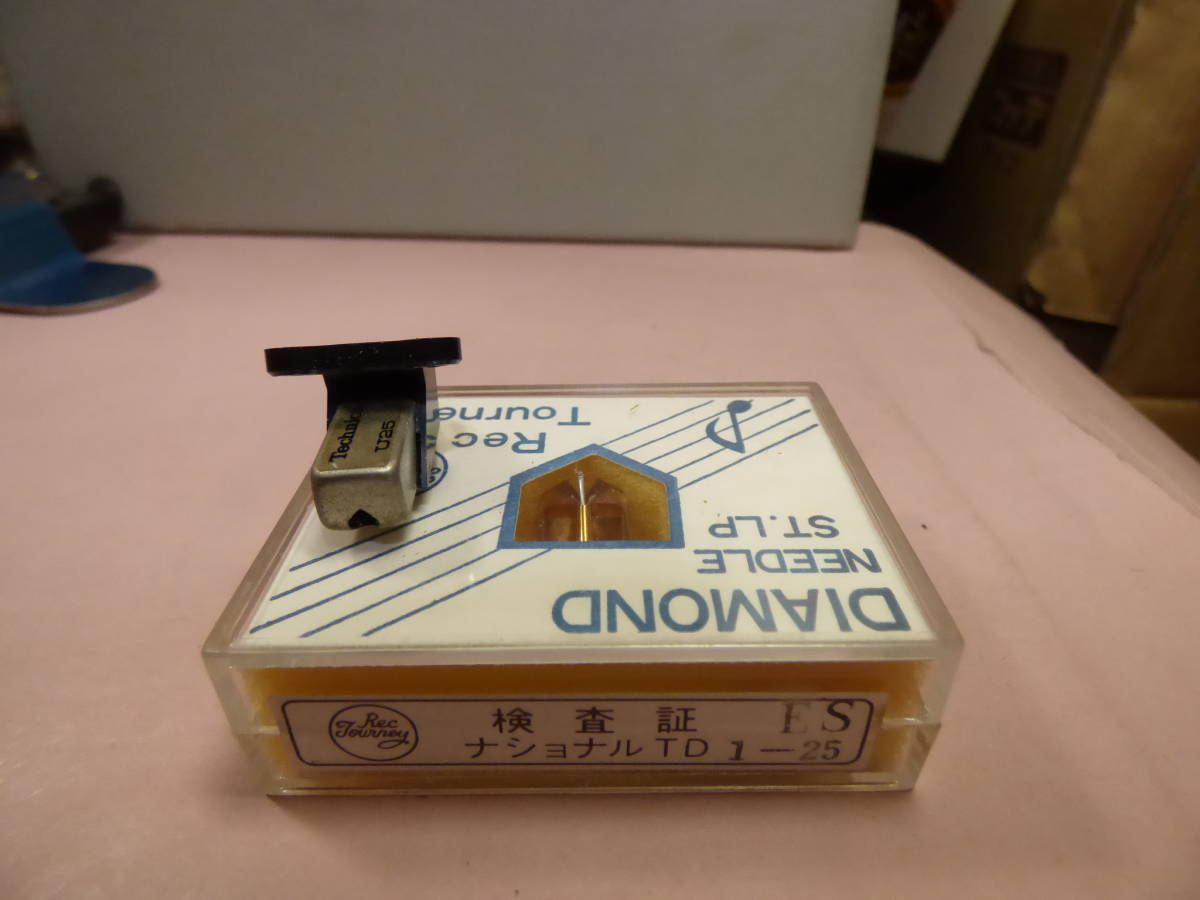 Technics
U25
Rec
Tourne
DIAMOND
NEEDLE
ST.LP
Rec
Tourney
検査証 ES
ナショナルTD 1-25